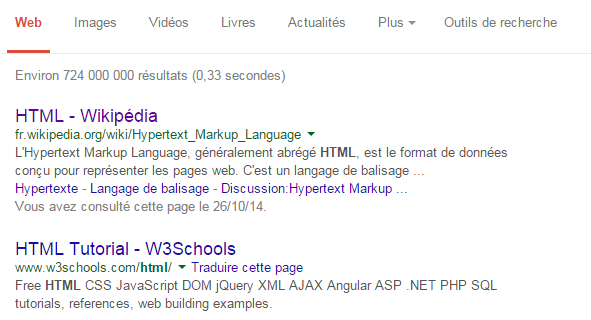 Web Images Vidéos Livres Actualités Plus Outils de recherche
Environ 724 000 000 résultats (0,33 secondes)
HTML - Wikipédia
fr.wikipedia.org/wiki/Hypertext_Markup_Language
L'Hypertext Markup Language, généralement abrégé HTML, est le format de données
conçu pour représenter les pages web. C'est un langage de balisage ...
Hypertexte - Langage de balisage - Discussion:Hypertext Markup ...
Vous avez consulté cette page le 26/10/14.
HTML Tutorial - W3Schools
www.w3schools.com/html/ Traduire cette page
Free HTML CSS JavaScript DOM jQuery XML AJAX Angular ASP .NET PHP SQL
tutorials, references, web building examples.